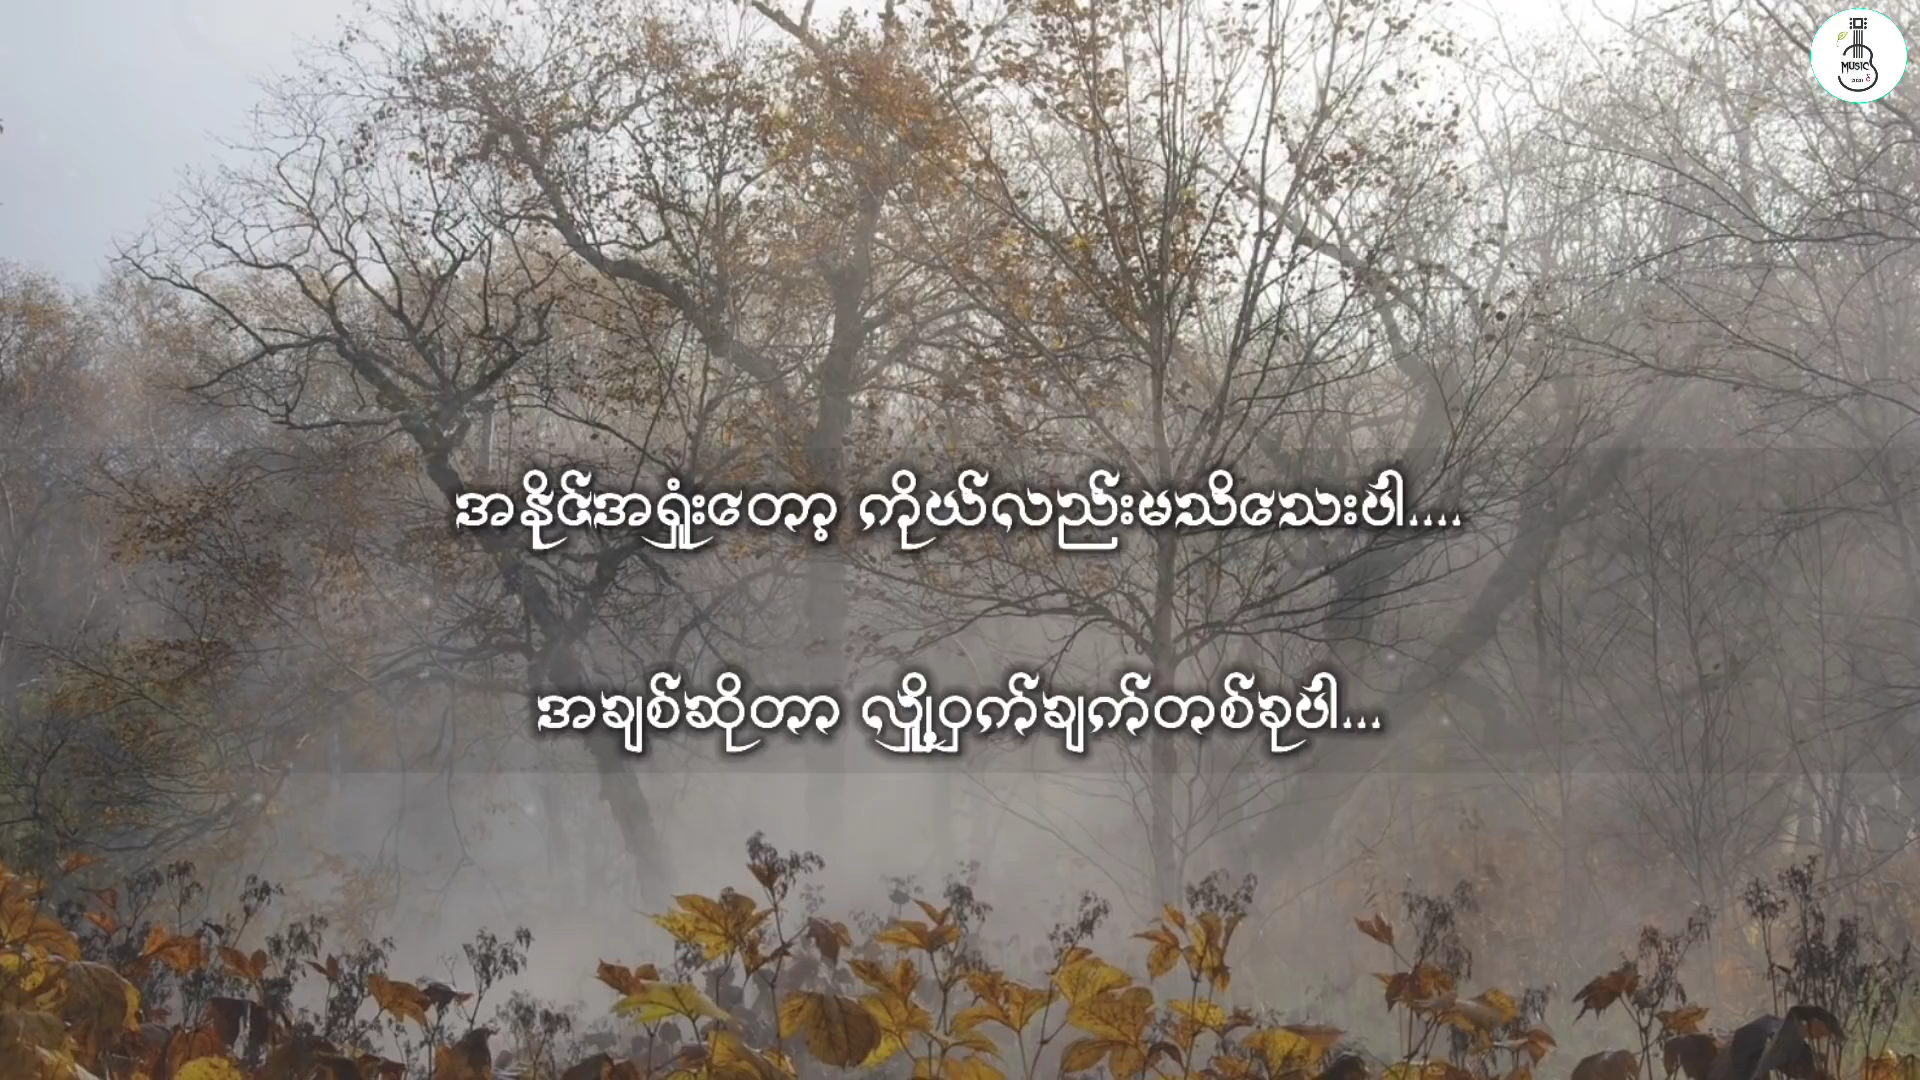 MUSIC
အနိုင်အရှုံးတော့ ကိုယ်လည်းမသိသေးပါ....
အချစ်ဆိုတာ လျှို့ဝှက်ချက်တစ်ခုပါ...